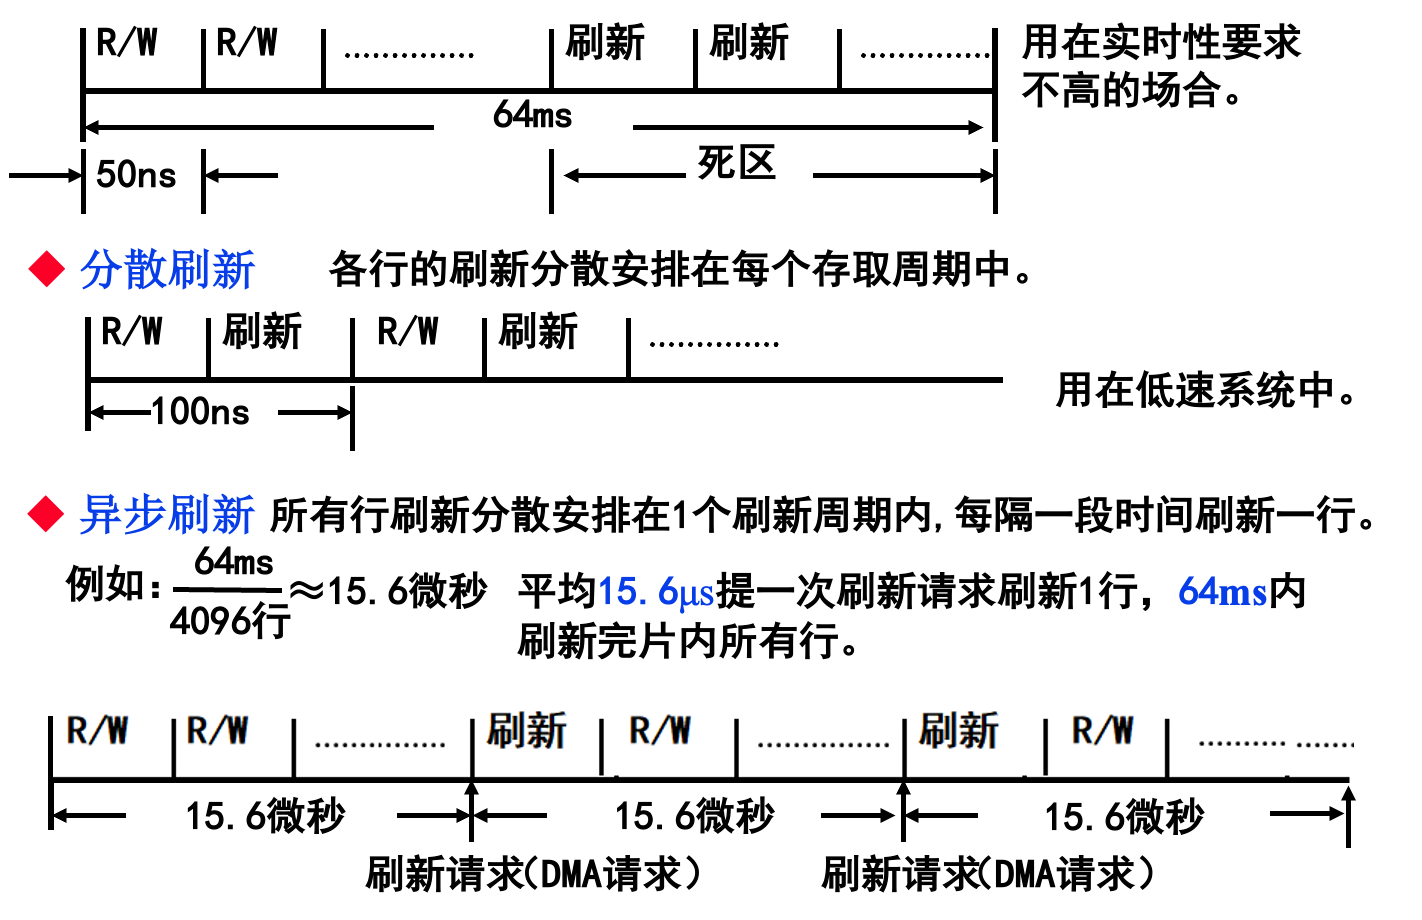 R/W R/W ·············· 刷新 刷新 ·············· 用在实时性要求
不高的场合。
64ms
50ns 死区
◆ 分散刷新 各行的刷新分散安排在每个存取周期中。
R/W 刷新 R/W 刷新 ··············
100ns 用在低速系统中。
◆ 异步刷新 所有行刷新分散安排在1个刷新周期内,每隔一段时间刷新一行。
例如: 64ms/4096行 ≈15.6微秒 平均15.6μs提一次刷新请求刷新1行，64ms内
刷新完片内所有行。
R/W R/W ·············· 刷新 R/W ·············· 刷新 R/W ·········· ·······
15.6微秒 15.6微秒 15.6微秒
刷新请求(DMA请求) 刷新请求(DMA请求)